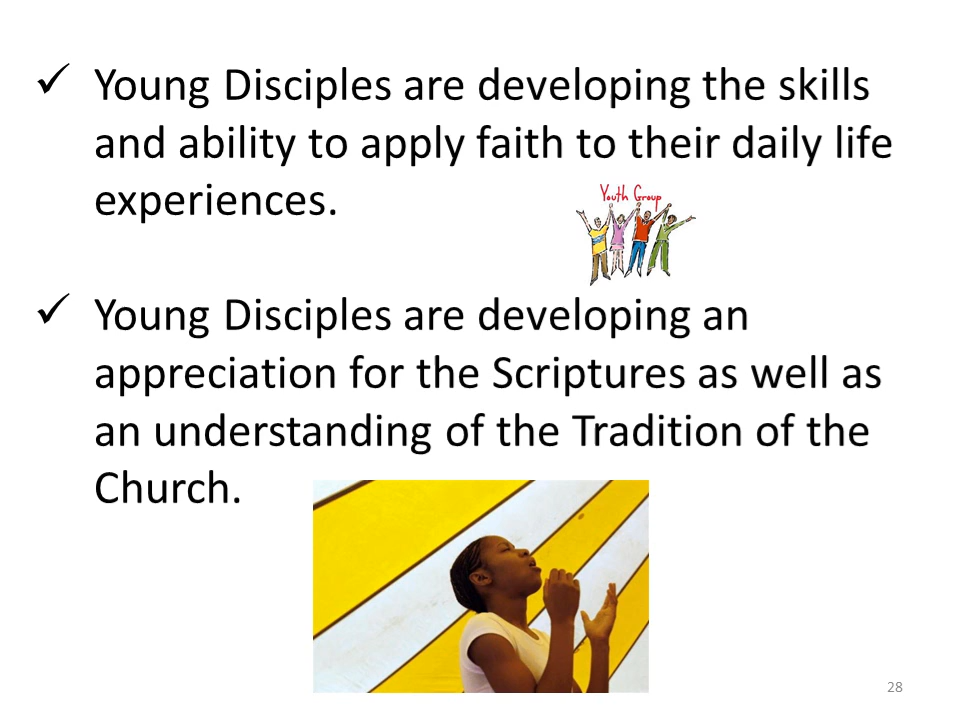 ✓ Young Disciples are developing the skills
and ability to apply faith to their daily life
experiences.
Youth Group
✓ Young Disciples are developing an
appreciation for the Scriptures as well as
an understanding of the Tradition of the
Church.
28